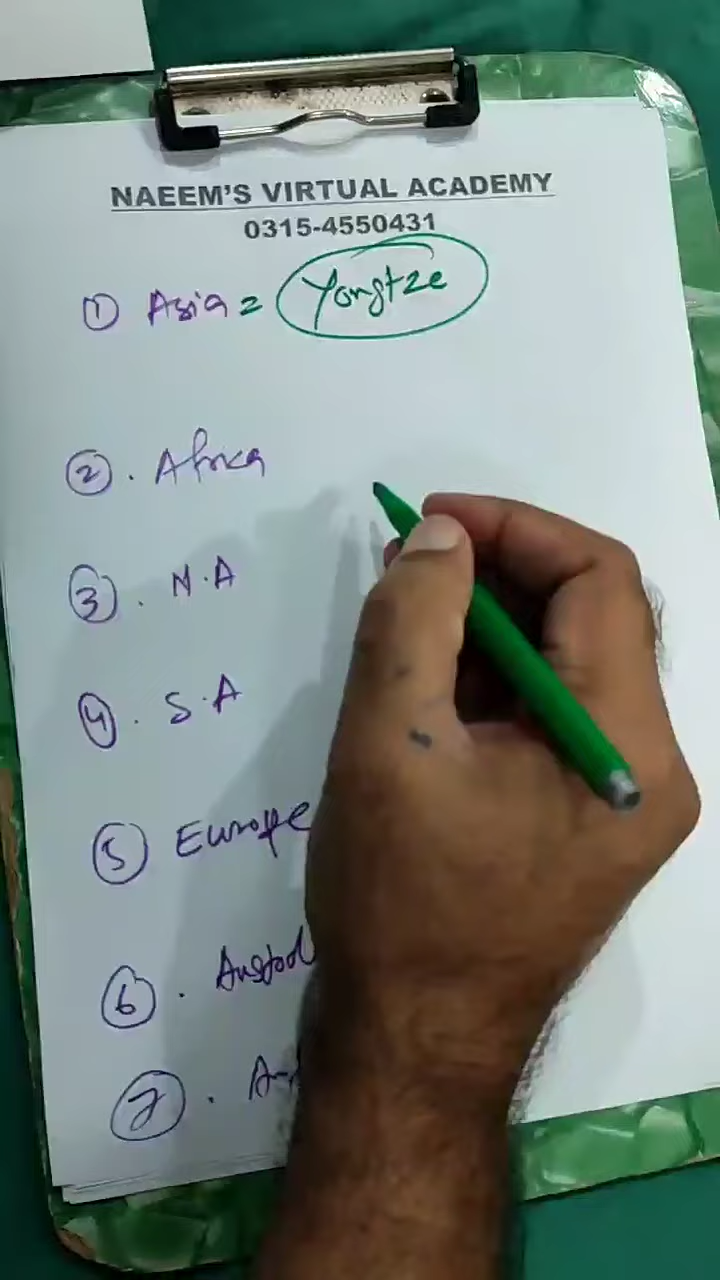 NAEEM'S VIRTUAL ACADEMY
0315-4550431
① Asia = Yangtze
② . Africa
③ . N.A
④ . S.A
⑤ Europe
⑥ .
⑦ .